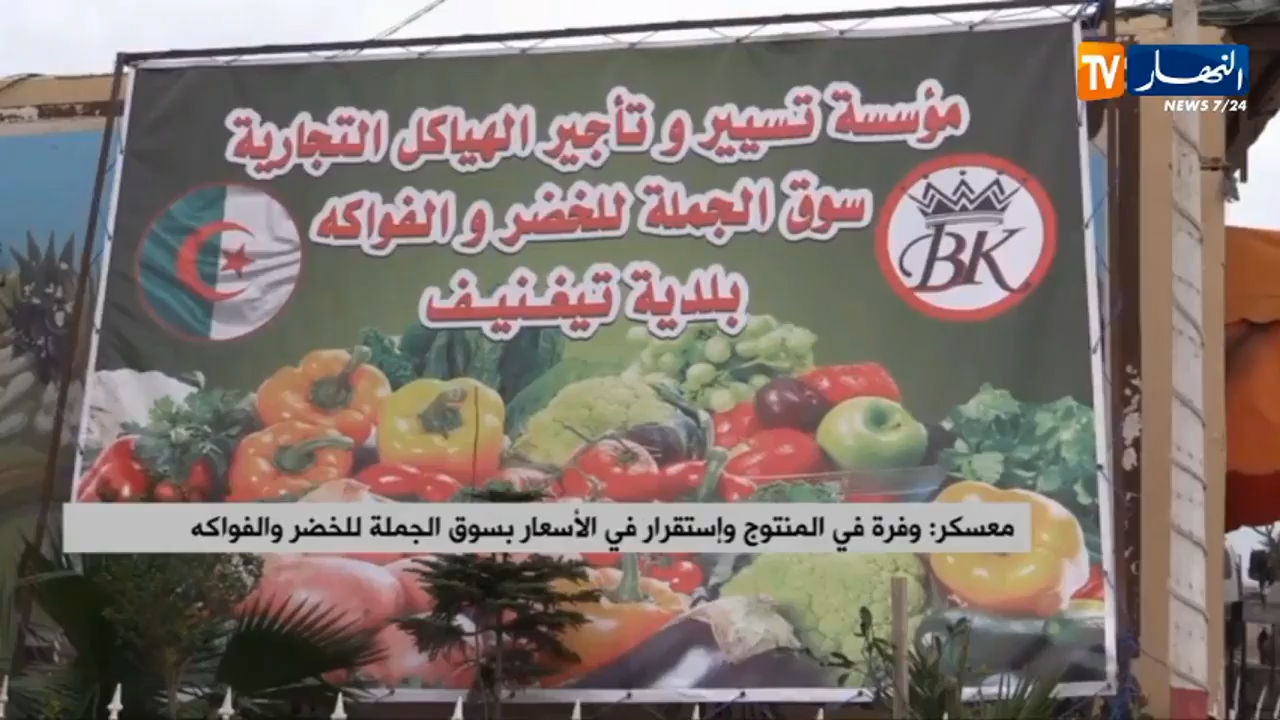 TV النهار
NEWS 7/24
مؤسسة تسيير و تأجير الهياكل التجارية
سوق الجملة للخضر و الفواكه
بلدية تيغنيف
BK
معسكر: وفرة في المنتوج وإستقرار في الأسعار بسوق الجملة للخضر والفواكه